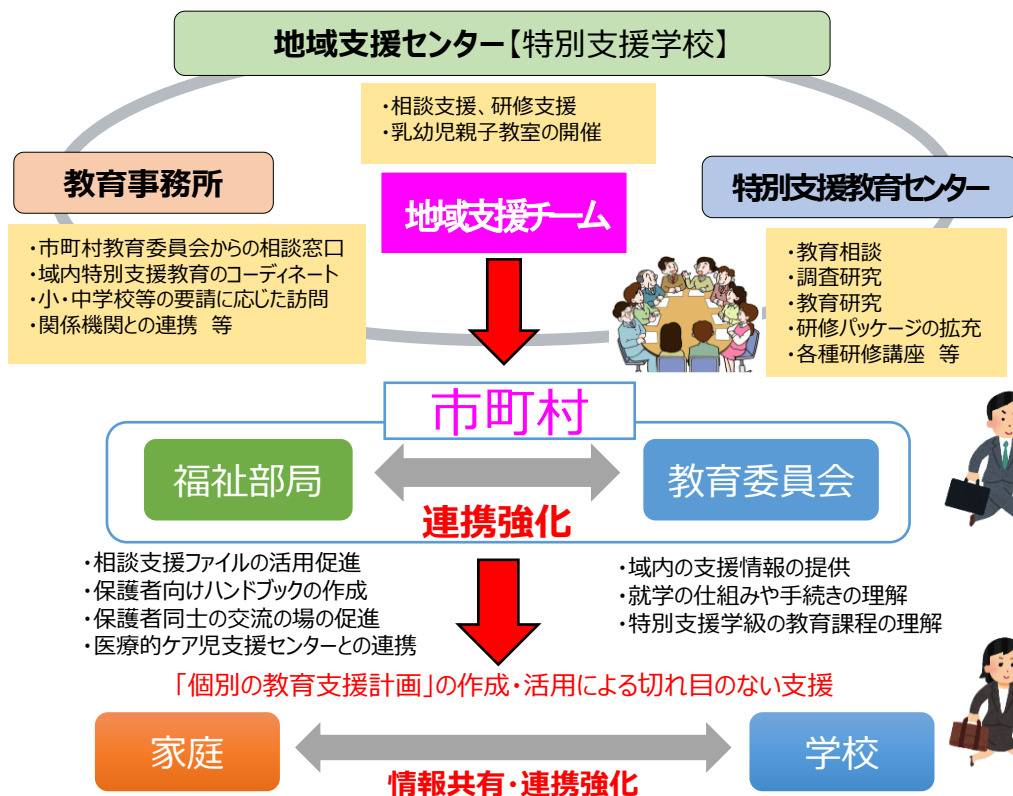 地域支援センター【特別支援学校】
・相談支援、研修支援
・乳幼児親子教室の開催
教育事務所
・市町村教育委員会からの相談窓口
・域内特別支援教育のコーディネート
・小・中学校等の要請に応じた訪問
・関係機関との連携 等
地域支援チーム
特別支援教育センター
・教育相談
・調査研究
・教育研究
・研修パッケージの拡充
・各種研修講座 等
市町村
福祉部局
教育委員会
連携強化
・相談支援ファイルの活用促進
・保護者向けハンドブックの作成
・保護者同士の交流の場の促進
・医療的ケア児支援センターとの連携
・域内の支援情報の提供
・就学の仕組みや手続きの理解
・特別支援学級の教育課程の理解
「個別の教育支援計画」の作成・活用による切れ目のない支援
家庭
学校
情報共有・連携強化